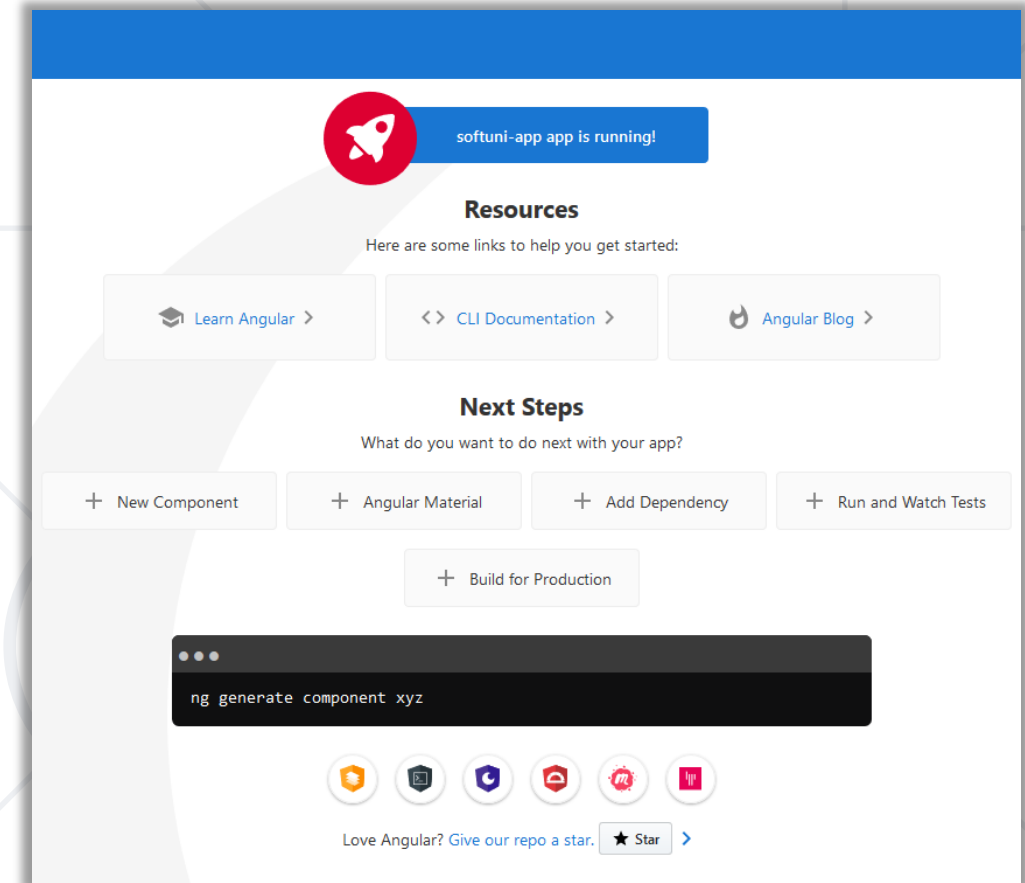 softuni-app app is running!
Resources
Here are some links to help you get started:
Learn Angular
CLI Documentation
Angular Blog
Next Steps
What do you want to do next with your app?
New Component
Angular Material
Add Dependency
Run and Watch Tests
Build for Production
ng generate component xyz
Love Angular? Give our repo a star. Star